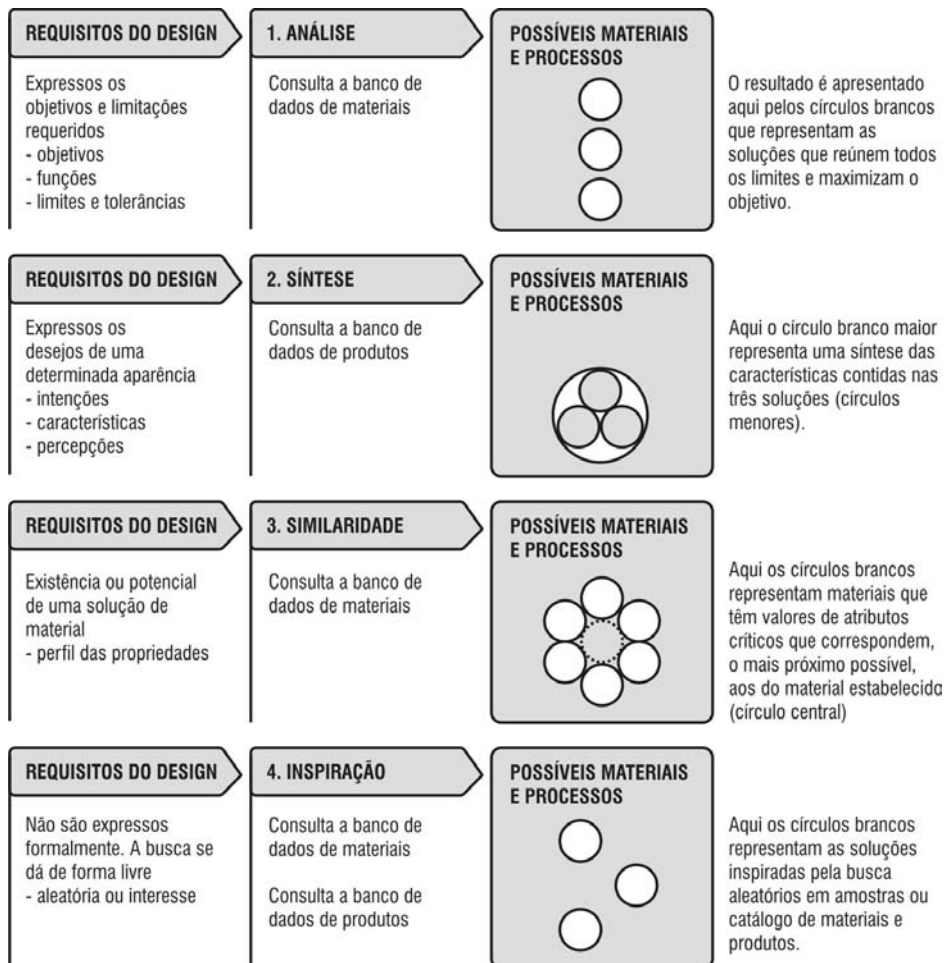 REQUISITOS DO DESIGN
Expressos os
objetivos e limitações
requeridos
- objetivos
- funções
- limites e tolerâncias
1. ANÁLISE
Consulta a banco de
dados de materiais
POSSÍVEIS MATERIAIS
E PROCESSOS
O resultado é apresentado
aqui pelos círculos brancos
que representam as
soluções que reúnem todos
os limites e maximizam o
objetivo.
REQUISITOS DO DESIGN
Expressos os
desejos de uma
determinada aparência
- intenções
- características
- percepções
2. SÍNTESE
Consulta a banco de
dados de produtos
POSSÍVEIS MATERIAIS
E PROCESSOS
Aqui o círculo branco maior
representa uma síntese das
características contidas nas
três soluções (círculos
menores).
REQUISITOS DO DESIGN
Existência ou potencial
de uma solução de
material
- perfil das propriedades
3. SIMILARIDADE
Consulta a banco de
dados de materiais
POSSÍVEIS MATERIAIS
E PROCESSOS
Aqui os círculos brancos
representam materiais que
têm valores de atributos
críticos que correspondem,
o mais próximo possível,
aos do material estabelecido
(círculo central)
REQUISITOS DO DESIGN
Não são expressos
formalmente. A busca se
dá de forma livre
- aleatória ou interesse
4. INSPIRAÇÃO
Consulta a banco de
dados de materiais
Consulta a banco de
dados de produtos
POSSÍVEIS MATERIAIS
E PROCESSOS
Aqui os círculos brancos
representam as soluções
inspiradas pela busca
aleatórios em amostras ou
catálogo de materiais e
produtos.